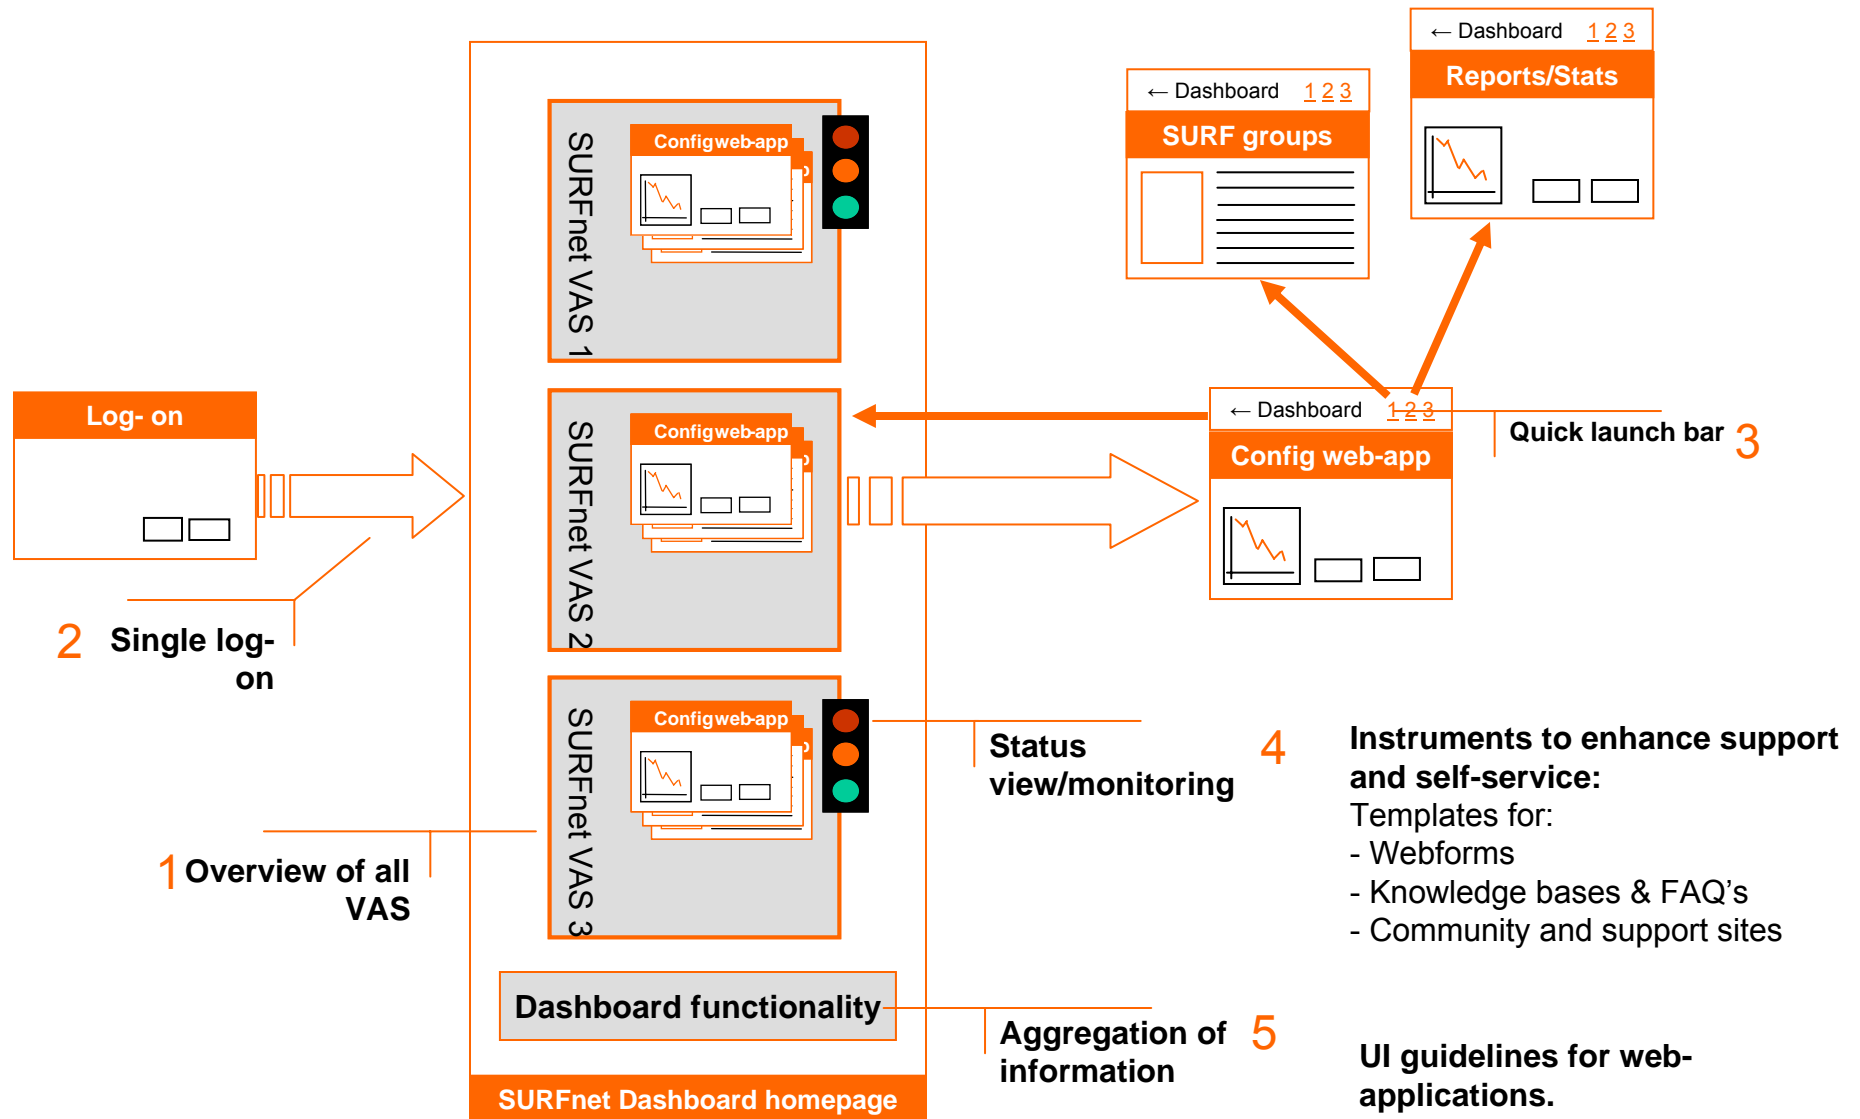 ← Dashboard 1 2 3
Reports/Stats
← Dashboard 1 2 3
SURF groups
SURFnet VAS 1
Configweb-app
p
Log- on
SURFnet VAS 2
Configweb-app
p
← Dashboard 1 2 3
Config web-app
Quick launch bar 3
2 Single log-
on
SURFnet VAS 3
Configweb-app
p
Status
view/monitoring
4
1 Overview of all
VAS
Instruments to enhance support
and self-service:
Templates for:
- Webforms
- Knowledge bases & FAQ’s
- Community and support sites
Dashboard functionality
Aggregation of
information
5
UI guidelines for web-
applications.
SURFnet Dashboard homepage